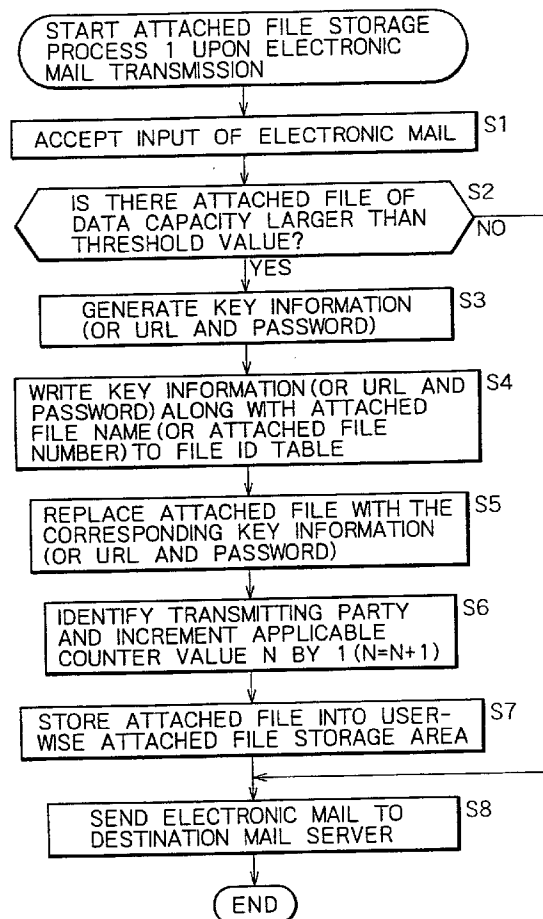 START ATTACHED FILE STORAGE
PROCESS 1 UPON ELECTRONIC
MAIL TRANSMISSION
ACCEPT INPUT OF ELECTRONIC MAIL
S1
IS THERE ATTACHED FILE OF
DATA CAPACITY LARGER THAN
THRESHOLD VALUE?
S2
NO
YES
GENERATE KEY INFORMATION
(OR URL AND PASSWORD)
S3
WRITE KEY INFORMATION(OR URL AND
PASSWORD)ALONG WITH ATTACHED
FILE NAME(OR ATTACHED FILE
NUMBER)TO FILE ID TABLE
S4
REPLACE ATTACHED FILE WITH THE
CORRESPONDING KEY INFORMATION
(OR URL AND PASSWORD)
S5
IDENTIFY TRANSMITTING PARTY
AND INCREMENT APPLICABLE
COUNTER VALUE N BY 1(N=N+1)
S6
STORE ATTACHED FILE INTO USER-
WISE ATTACHED FILE STORAGE AREA
S7
SEND ELECTRONIC MAIL TO
DESTINATION MAIL SERVER
S8
END